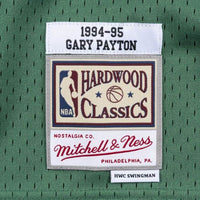 1994-95
GARY PAYTON
NBA
HARDWOOD
CLASSICS
NOSTALGIA CO.
Mitchell & Ness
PHILADELPHIA, PA.
HWC SWINGMAN